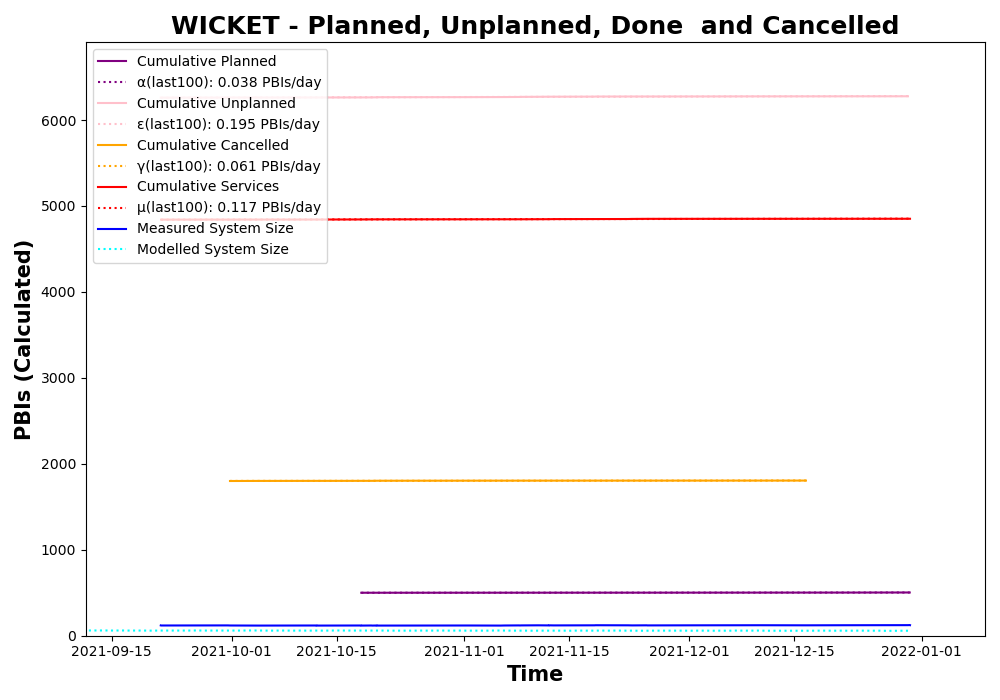 WICKET - Planned, Unplanned, Done  and Cancelled
Cumulative Planned
α(last100): 0.038 PBIs/day
Cumulative Unplanned
ε(last100): 0.195 PBIs/day
Cumulative Cancelled
γ(last100): 0.061 PBIs/day
Cumulative Services
μ(last100): 0.117 PBIs/day
Measured System Size
Modelled System Size
PBIs (Calculated)
6000
5000
4000
3000
2000
1000
0
2021-09-15
2021-10-01
2021-10-15
2021-11-01
2021-11-15
2021-12-01
2021-12-15
2022-01-01
Time